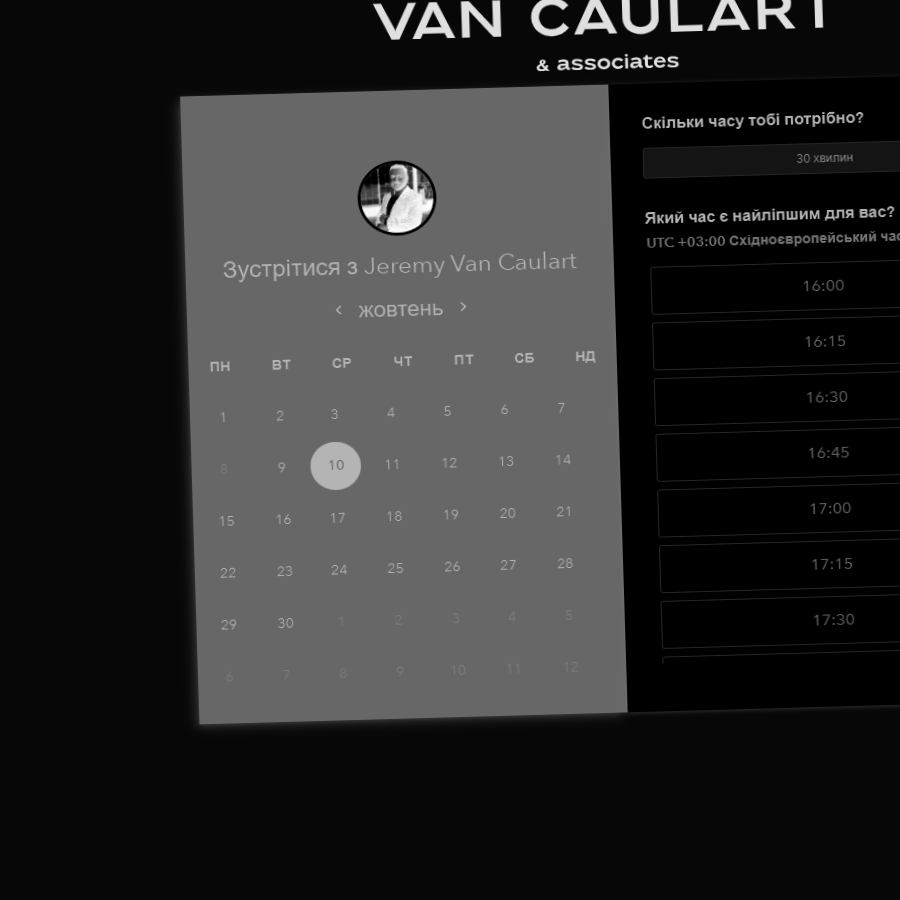 VAN CAULART
& associates
Зустрітися з Jeremy Van Caulart
‹ жовтень ›
ПН ВТ СР ЧТ ПТ СБ НД
1 2 3 4 5 6 7
8 9 10 11 12 13 14
15 16 17 18 19 20 21
22 23 24 25 26 27 28
29 30 1 2 3 4 5
6 7 8 9 10 11 12
Скільки часу тобі потрібно?
30 хвилин
Який час є найліпшим для вас?
UTC +03:00 Східноєвропейський
16:00
16:15
16:30
16:45
17:00
17:15
17:30